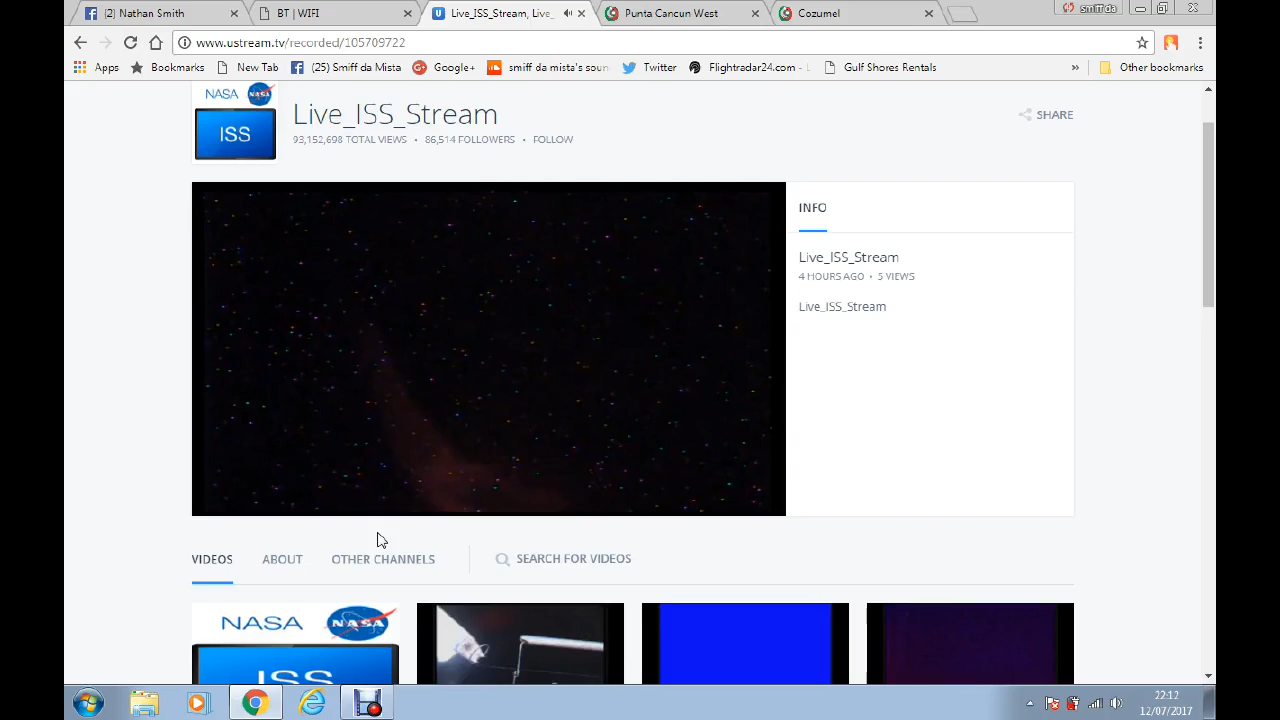 (2) Nathan Smith
BT | WIFI
Live_ISS_Stream, Live_
Punta Cancun West
Cozumel
smiff da
www.ustream.tv/recorded/105709722
Apps
Bookmarks
New Tab
(25) Smiff da Mista
Google+
smiff da mista's soun
Twitter
Flightradar24.com - L
Gulf Shores Rentals
»
Other bookmarks
NASA NASA
ISS
Live_ISS_Stream
93,152,698 TOTAL VIEWS • 86,514 FOLLOWERS • FOLLOW
SHARE
INFO
Live_ISS_Stream
4 HOURS AGO • 5 VIEWS
Live_ISS_Stream
VIDEOS
ABOUT
OTHER CHANNELS
SEARCH FOR VIDEOS
NASA NASA
ISS
22:12
12/07/2017